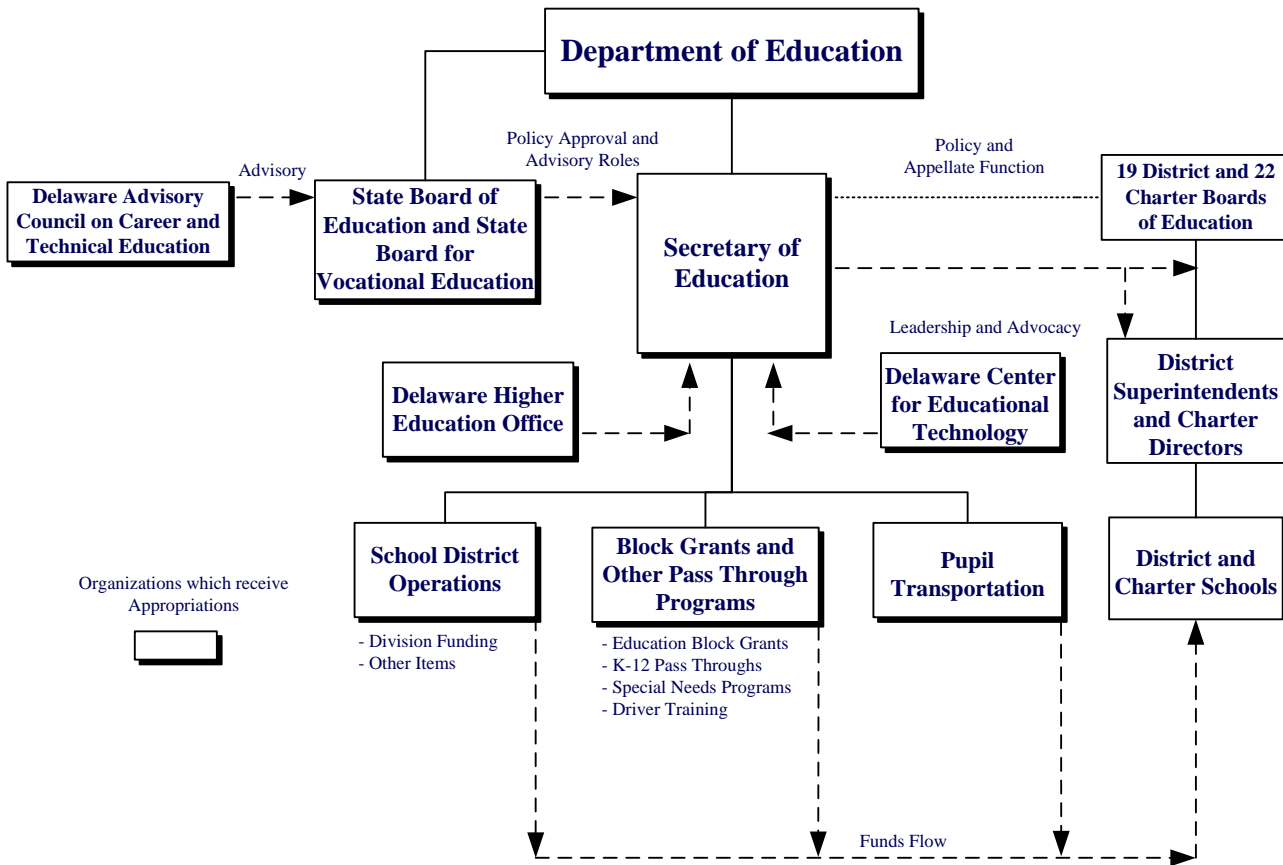 Department of Education
Policy Approval and
Advisory Roles
Policy and
Appellate Function
Advisory
Delaware Advisory
Council on Career and
Technical Education
State Board of
Education and State
Board for
Vocational Education
Secretary of
Education
19 District and 22
Charter Boards
of Education
Leadership and Advocacy
Delaware Higher
Education Office
Delaware Center
for Educational
Technology
District
Superintendents
and Charter
Directors
School District
Operations
Block Grants and
Other Pass Through
Programs
Pupil
Transportation
District and
Charter Schools
Organizations which receive
Appropriations
- Division Funding
- Other Items
- Education Block Grants
- K-12 Pass Throughs
- Special Needs Programs
- Driver Training
Funds Flow